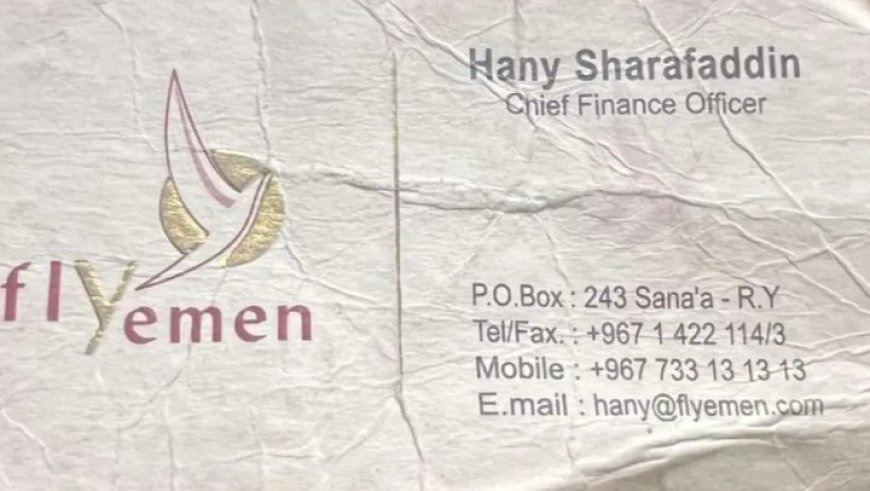 Hany Sharafaddin
Chief Finance Officer
flYemen
P.O.Box : 243 Sana'a - R.Y
Tel/Fax. : +967 1 422 114/3
Mobile : +967 733 13 13 13
E.mail : hany@flyemen.com